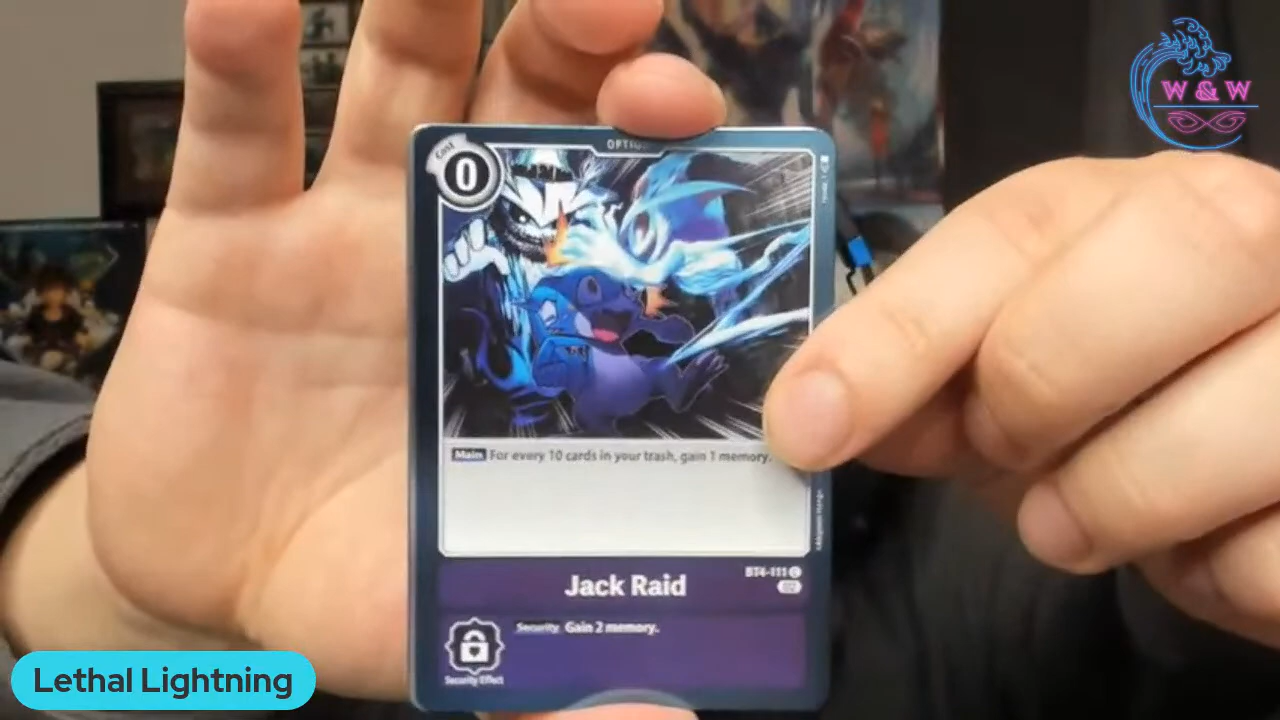 W & W
Cost
0
OPTION
Main For every 10 cards in your trash, gain 1 memory.
Jack Raid
BT4-111 C
Security Gain 2 memory.
Security Effect
Lethal Lightning